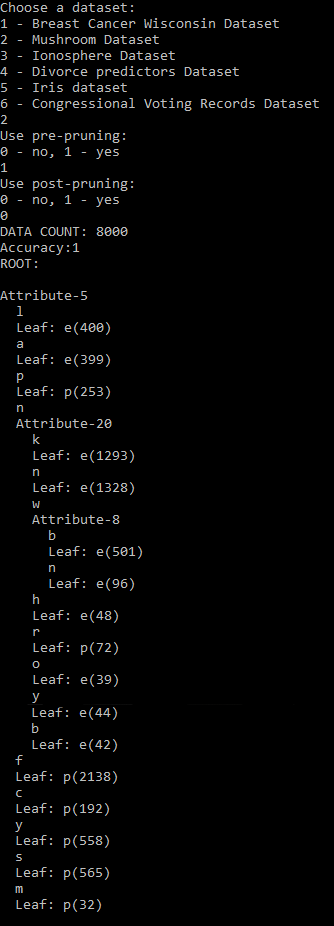 Choose a dataset:
1 - Breast Cancer Wisconsin Dataset
2 - Mushroom Dataset
3 - Ionosphere Dataset
4 - Divorce predictors Dataset
5 - Iris dataset
6 - Congressional Voting Records Dataset
2
Use pre-pruning:
0 - no, 1 - yes
1
Use post-pruning:
0 - no, 1 - yes
0
DATA COUNT: 8000
Accuracy:1
ROOT:
Attribute-5
l
Leaf: e(400)
a
Leaf: e(399)
p
Leaf: p(253)
n
Attribute-20
k
Leaf: e(1293)
n
Leaf: e(1328)
w
Attribute-8
b
Leaf: e(501)
n
Leaf: e(96)
h
Leaf: e(48)
r
Leaf: p(72)
o
Leaf: e(39)
y
Leaf: e(44)
b
Leaf: e(42)
f
Leaf: p(2138)
c
Leaf: p(192)
y
Leaf: p(558)
s
Leaf: p(565)
m
Leaf: p(32)